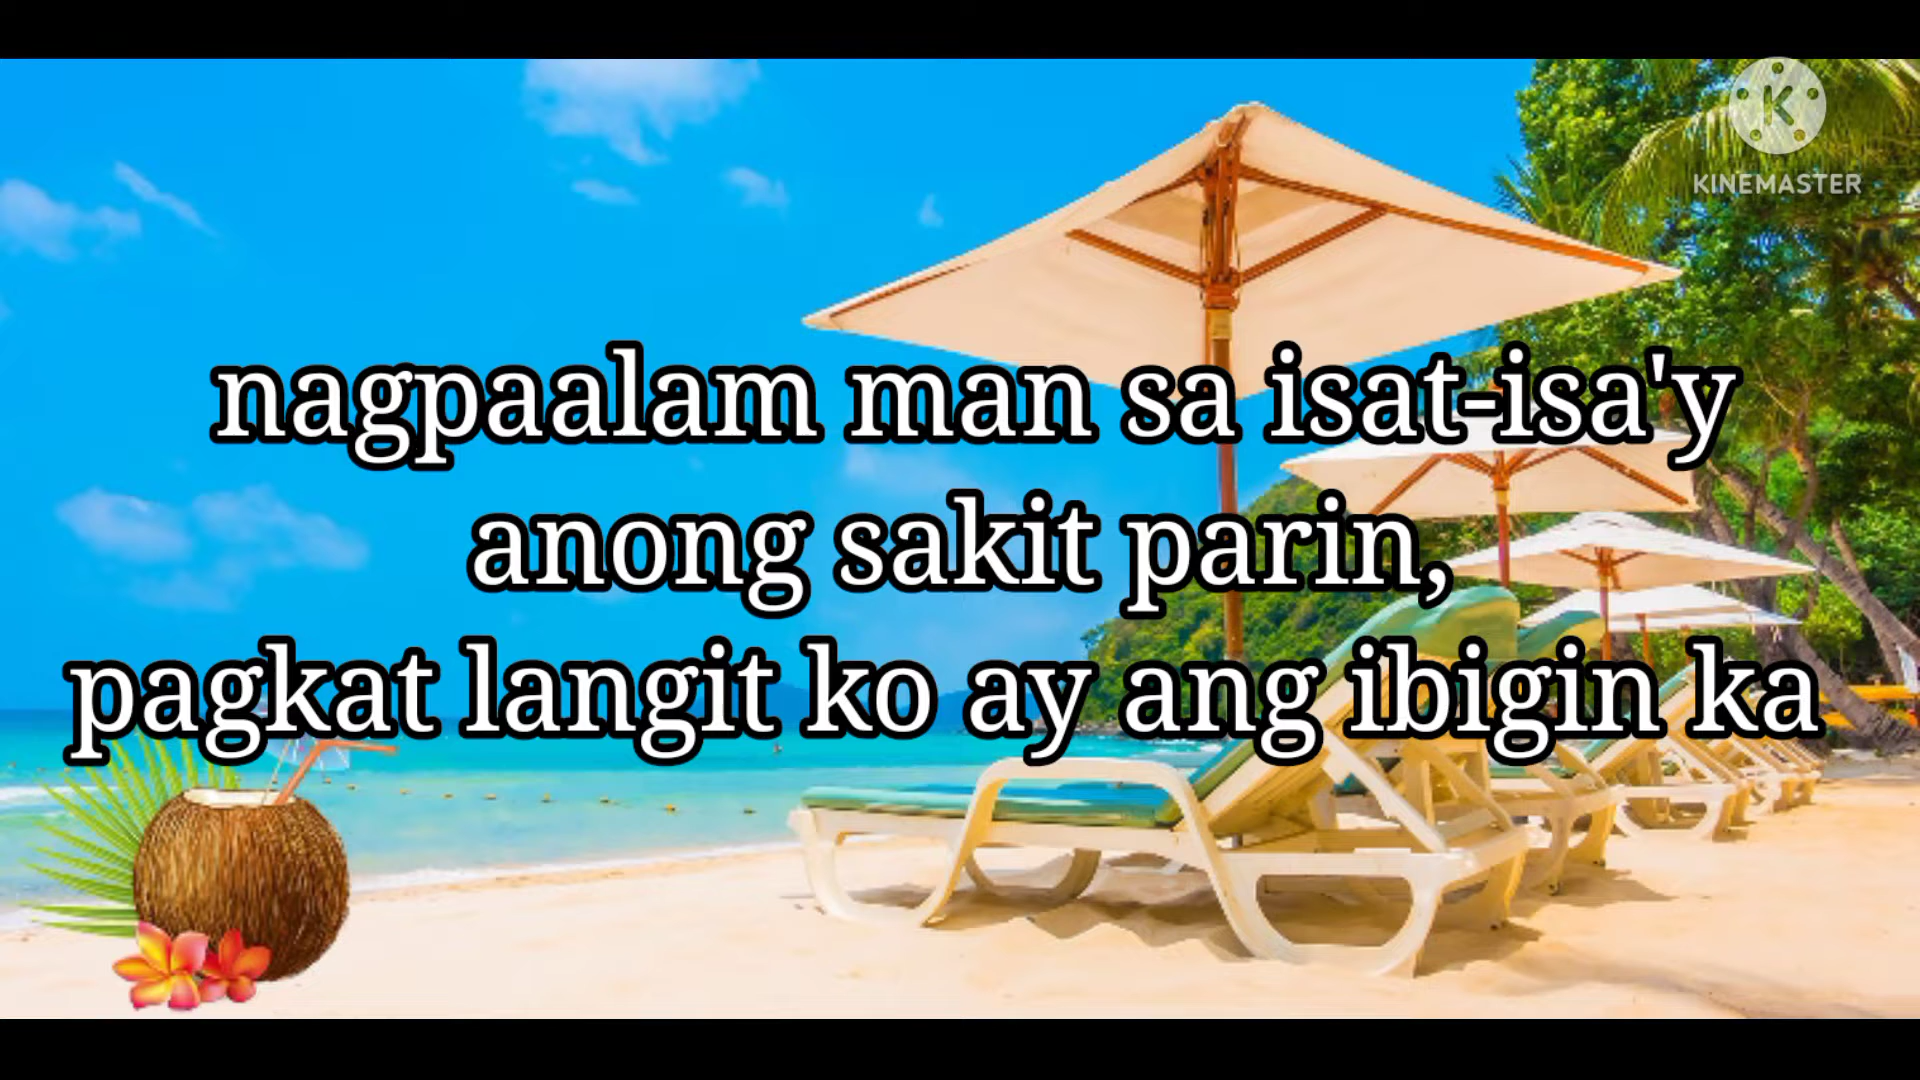 KINEMASTER
nagpaalam man sa isat-isa'y
anong sakit parin,
pagkat langit ko ay ang ibigin ka